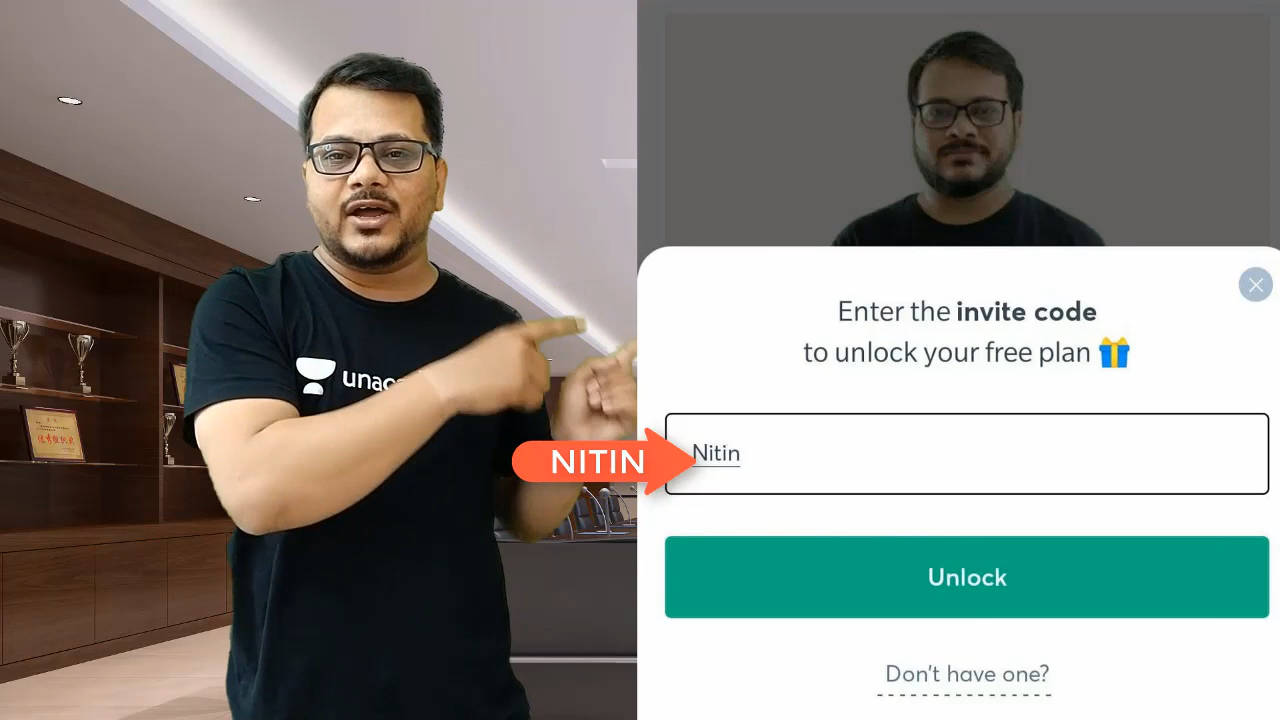 unac
NITIN
Enter the invite code
to unlock your free plan
Nitin
Unlock
Don't have one?